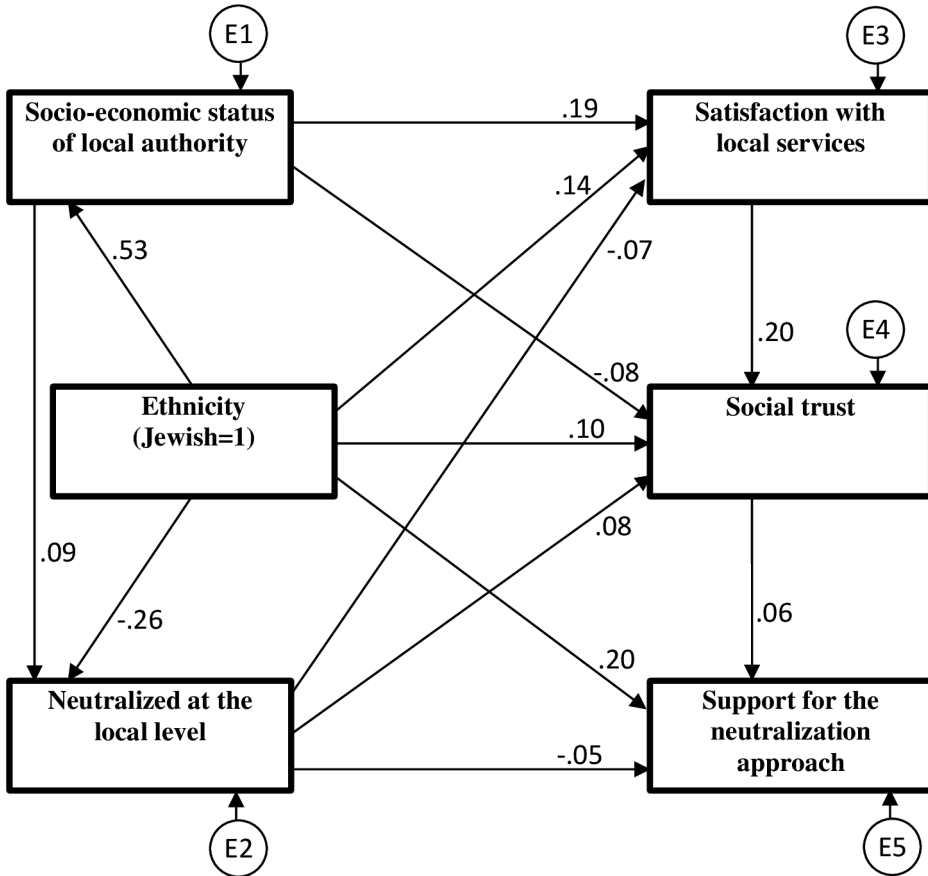 E1
E3
Socio-economic status
of local authority
.19
Satisfaction with
local services
.14
-.07
.53
E4
.20
-.08
Ethnicity
(Jewish=1)
.10
Social trust
.08
.09
-.26
.06
.20
Neutralized at the
local level
-.05
Support for the
neutralization
approach
E2
E5